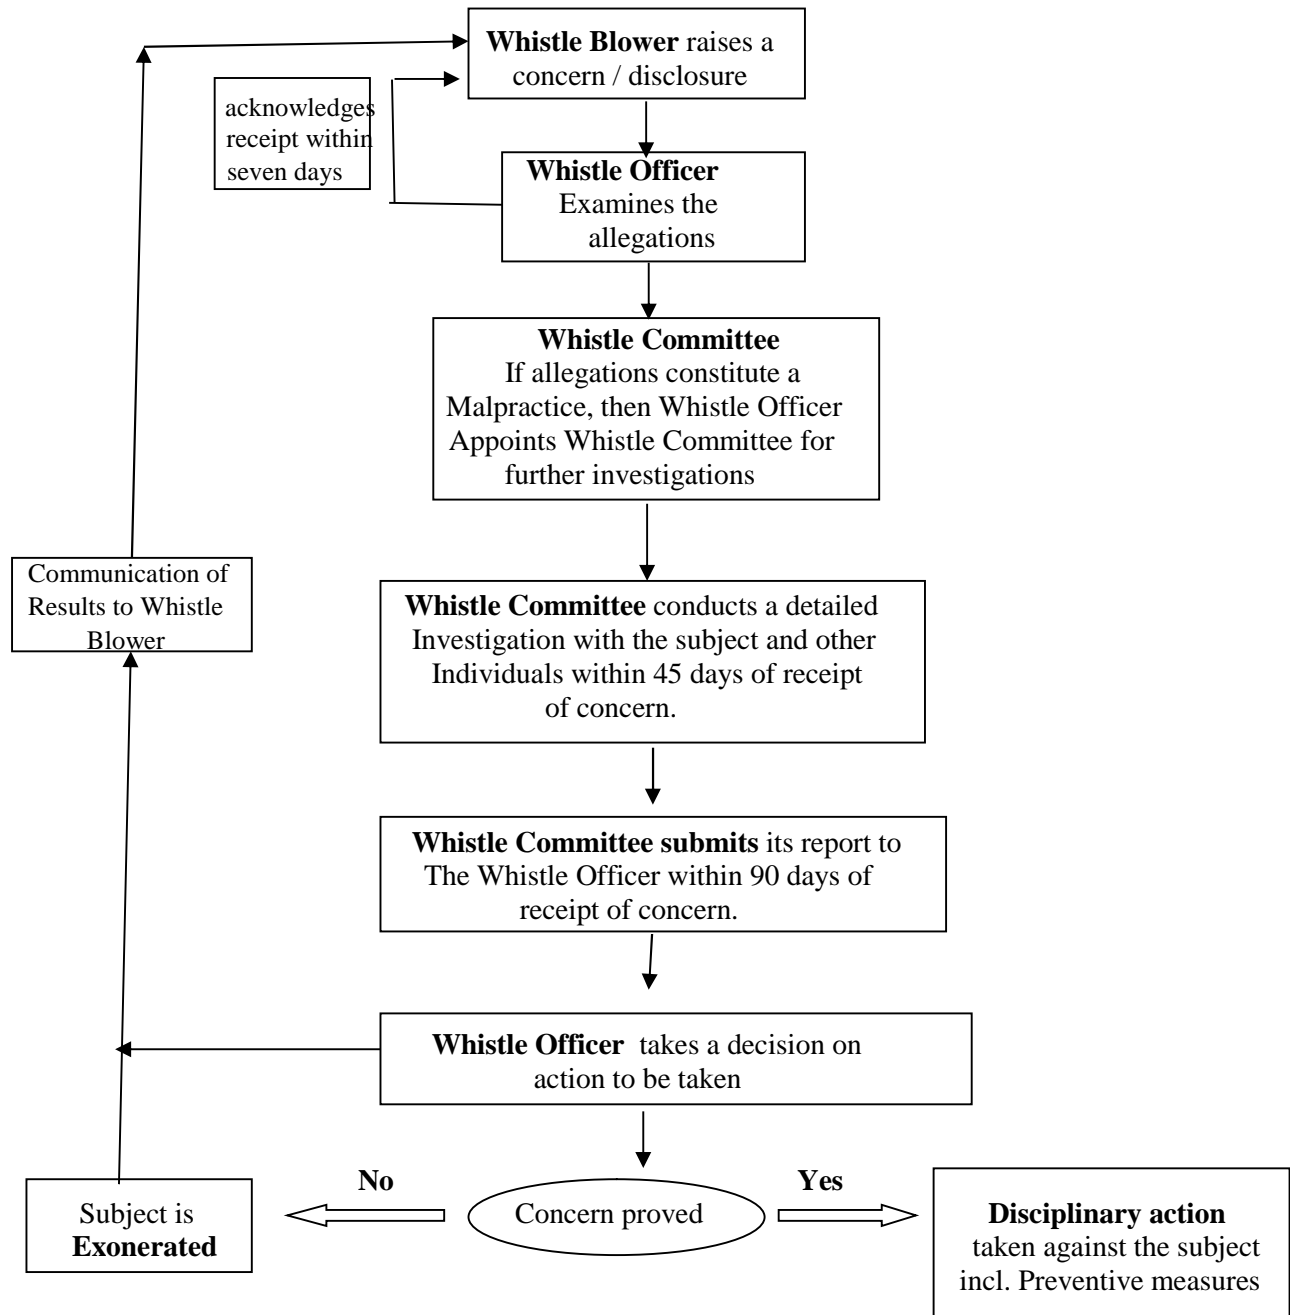 Whistle Blower raises a
concern / disclosure
acknowledges
receipt within
seven days
Whistle Officer
Examines the
allegations
Whistle Committee
If allegations constitute a
Malpractice, then Whistle Officer
Appoints Whistle Committee for
further investigations
Communication of
Results to Whistle
Blower
Whistle Committee conducts a detailed
Investigation with the subject and other
Individuals within 45 days of receipt
of concern.
Whistle Committee submits its report to
The Whistle Officer within 90 days of
receipt of concern.
Whistle Officer takes a decision on
action to be taken
No
Yes
Subject is
Exonerated
Concern proved
Disciplinary action
taken against the subject
incl. Preventive measures